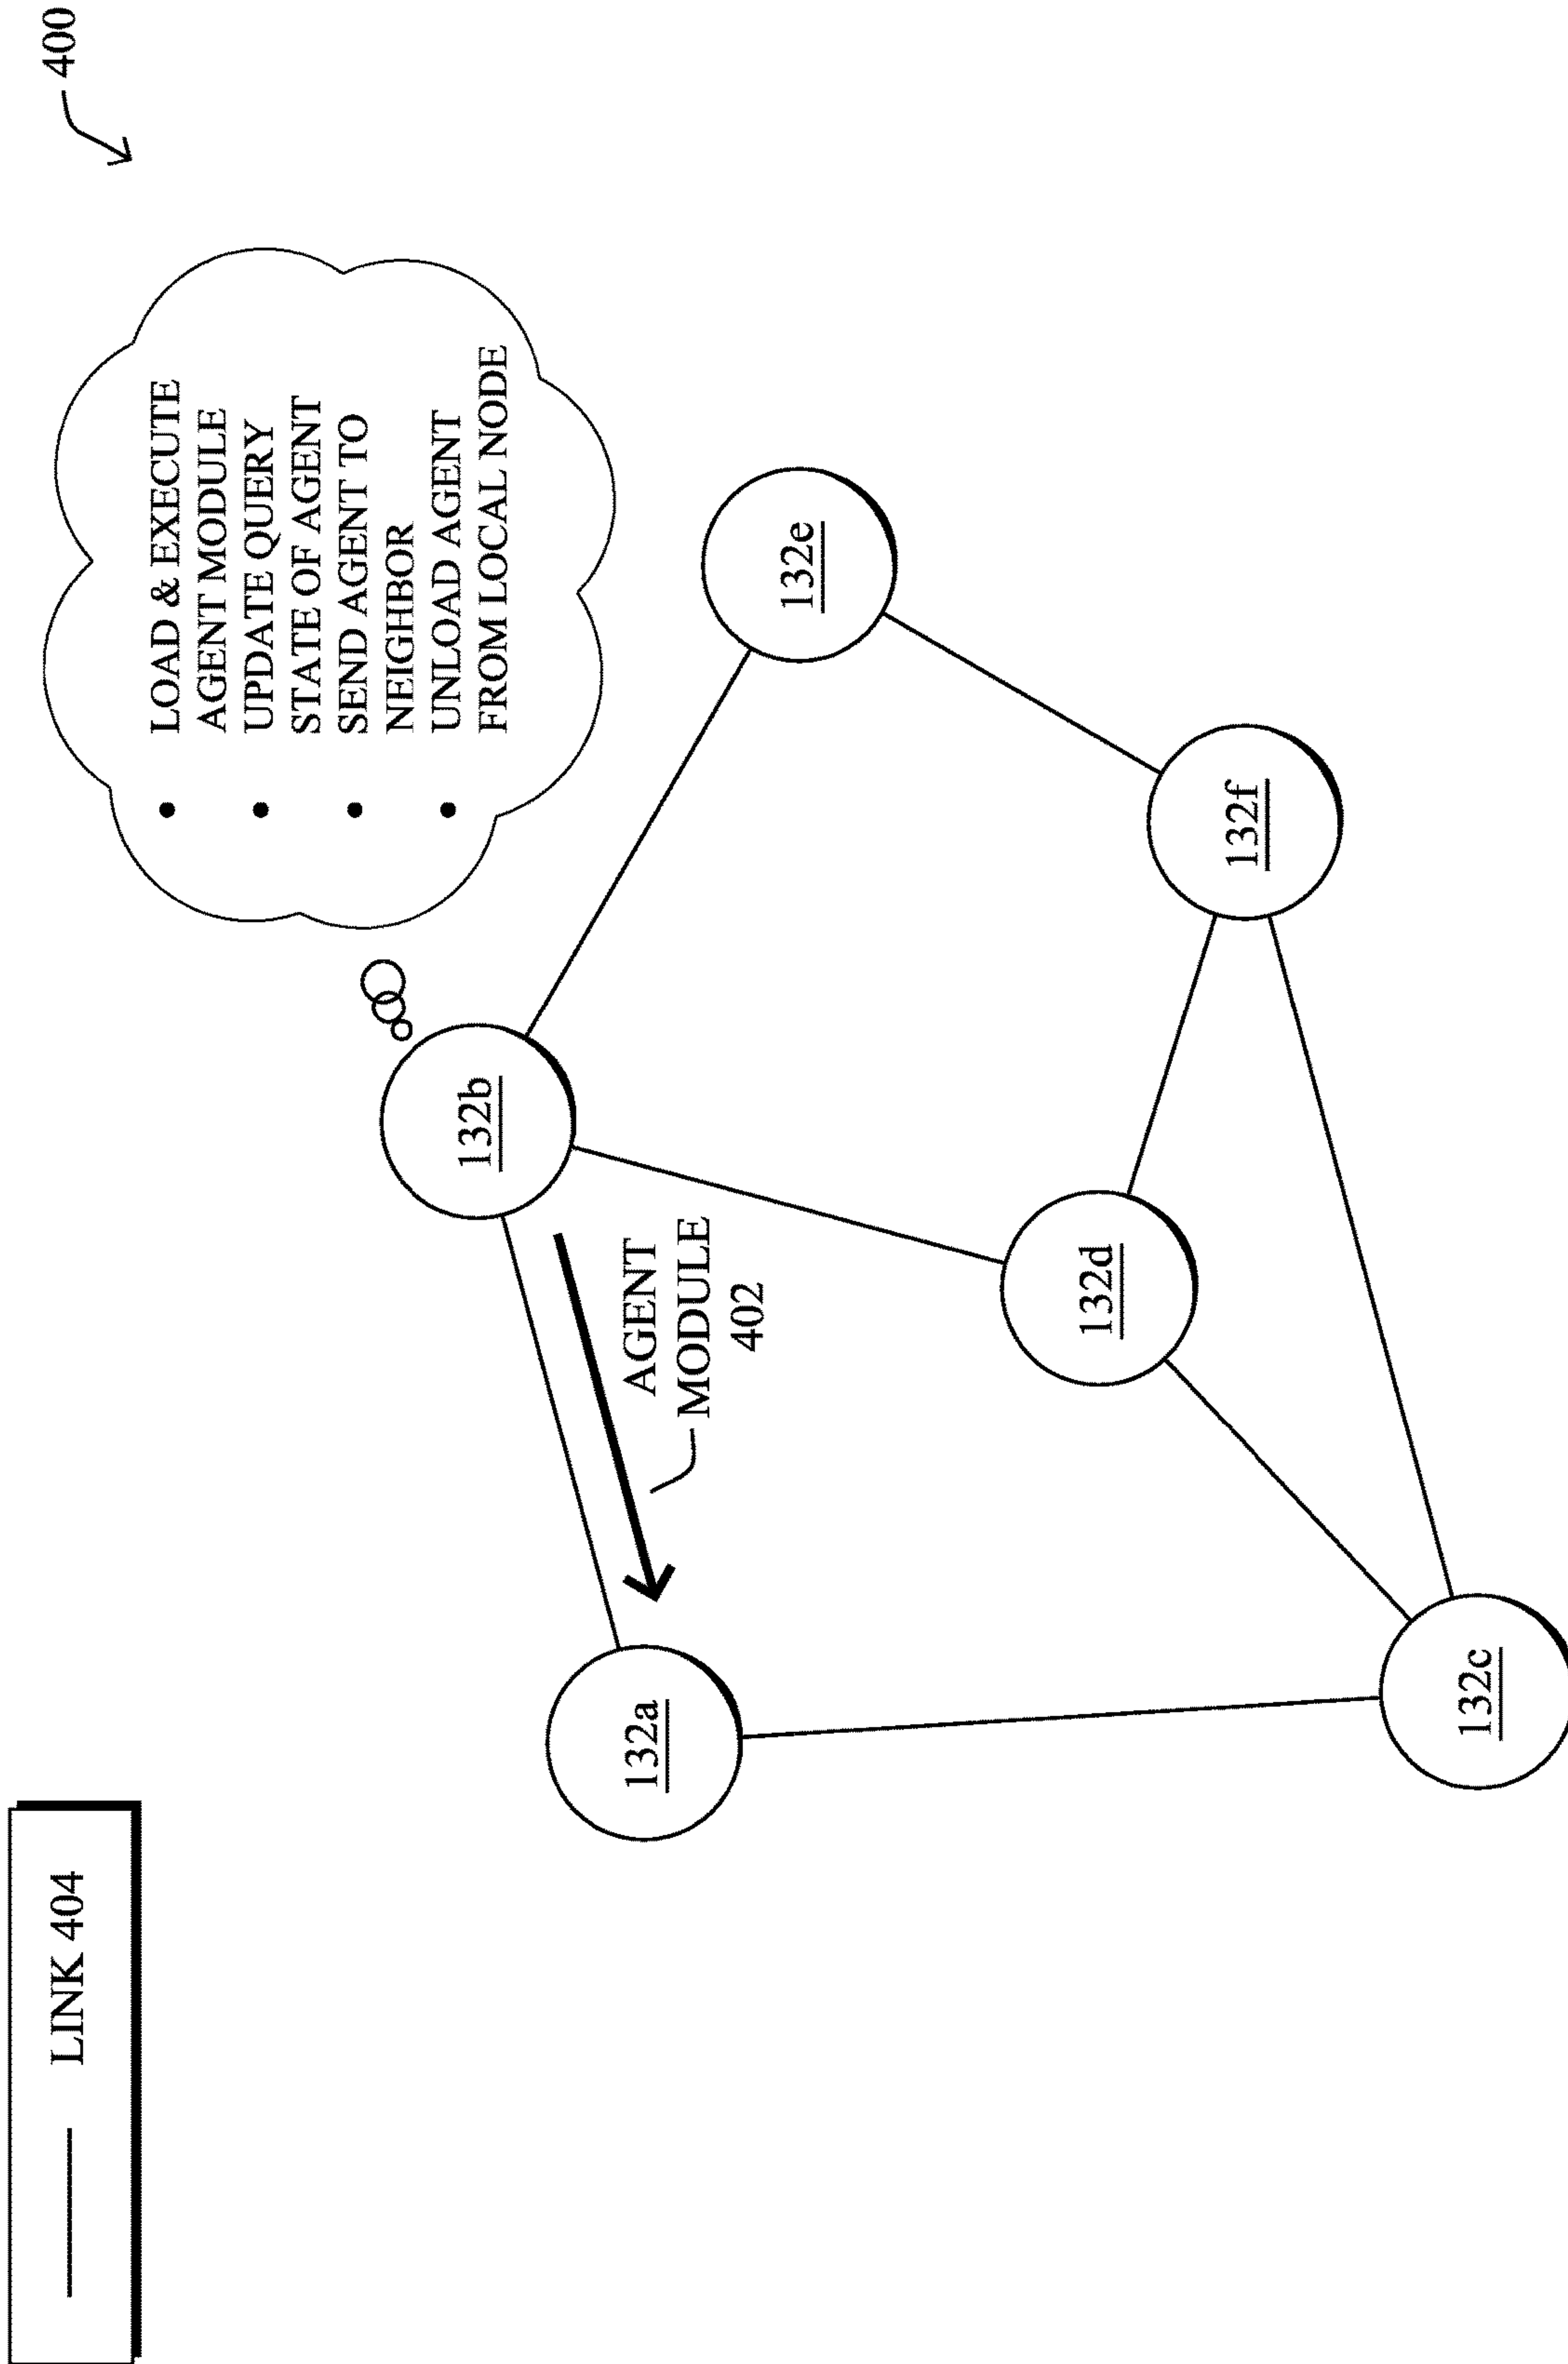 400
LINK 404
• LOAD & EXECUTE
AGENT MODULE
• UPDATE QUERY
STATE OF AGENT
• SEND AGENT TO
NEIGHBOR
• UNLOAD AGENT
FROM LOCAL NODE
132b
132a
AGENT
MODULE
402
132e
132d
132f
132c